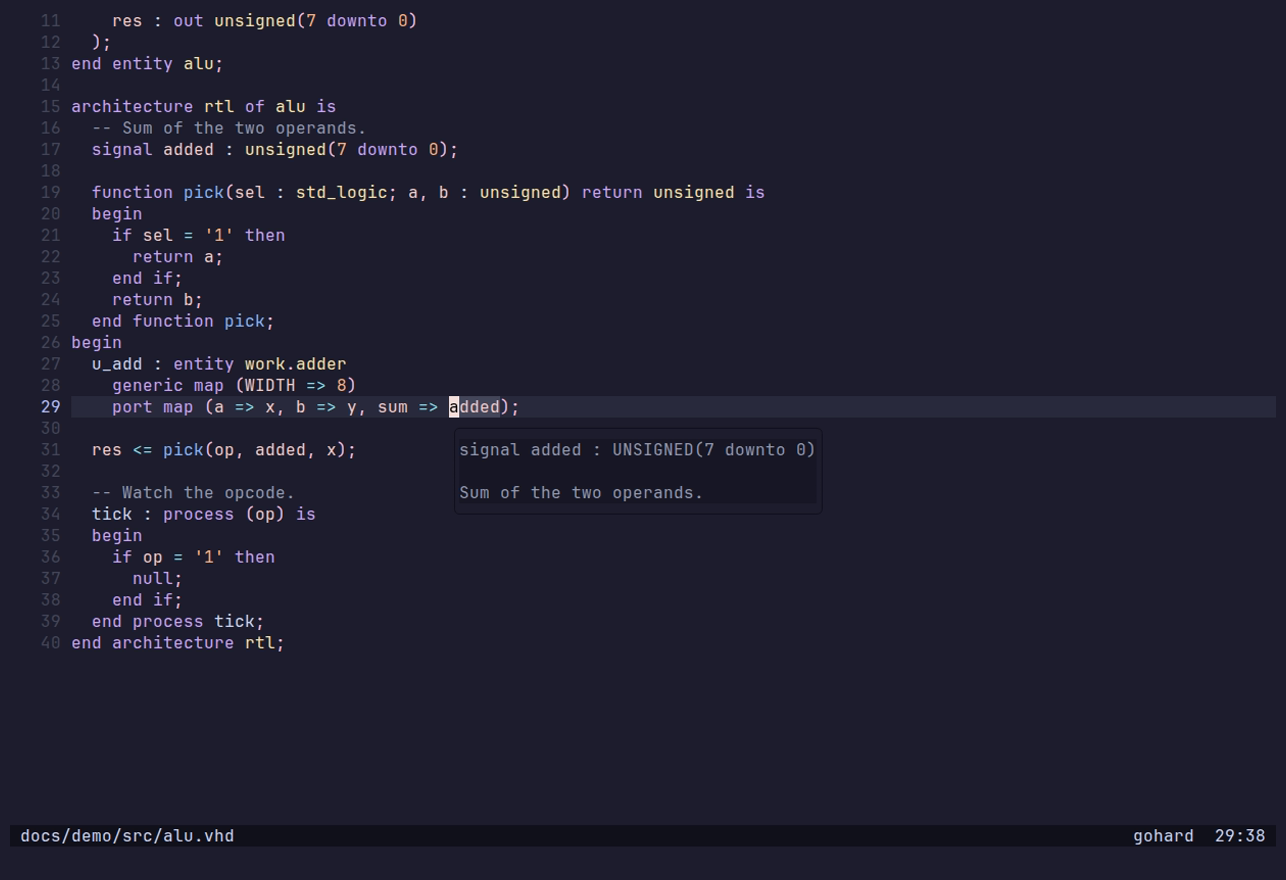 11     res : out unsigned(7 downto 0)
12   );
13 end entity alu;
14
15 architecture rtl of alu is
16   -- Sum of the two operands.
17   signal added : unsigned(7 downto 0);
18
19   function pick(sel : std_logic; a, b : unsigned) return unsigned is
20   begin
21     if sel = '1' then
22       return a;
23     end if;
24     return b;
25   end function pick;
26 begin
27   u_add : entity work.adder
28     generic map (WIDTH => 8)
29     port map (a => x, b => y, sum => added);
30
31   res <= pick(op, added, x);
signal added : UNSIGNED(7 downto 0)
32
33   -- Watch the opcode.
Sum of the two operands.
34   tick : process (op) is
35   begin
36     if op = '1' then
37       null;
38     end if;
39   end process tick;
40 end architecture rtl;
docs/demo/src/alu.vhd
gohard  29:38